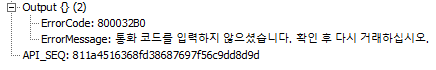 Output {} (2)
ErrorCode: 800032B0
ErrorMessage: 통화 코드를 입력하지 않으셨습니다. 확인 후 다시 거래하십시오.
API_SEQ: 811a4516368fd38687697f56c9dd8d9d